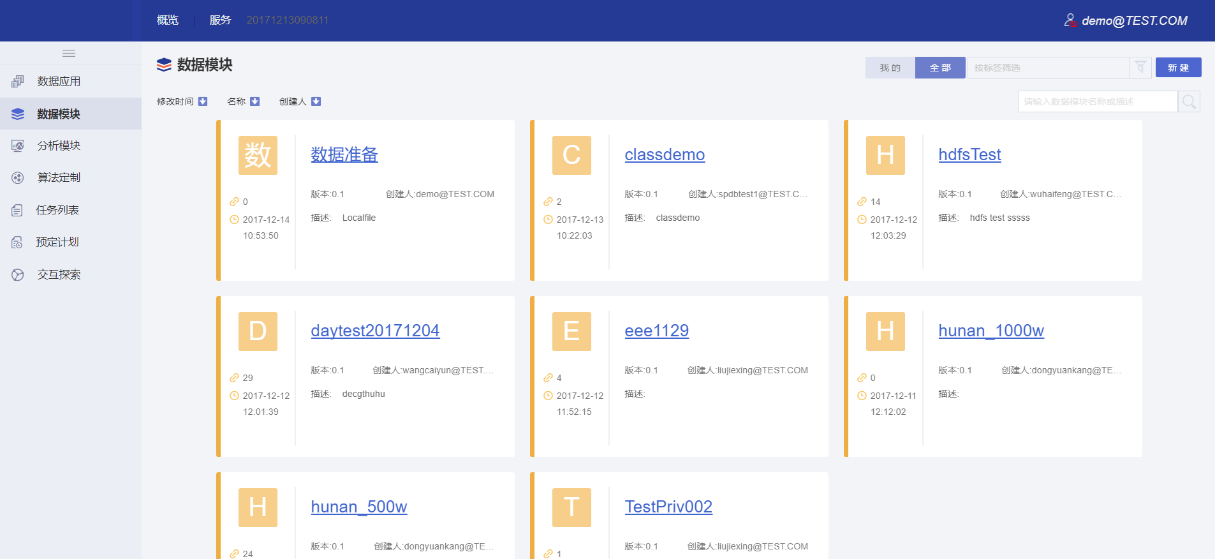 概览 服务 20171213090811 demo@TEST.COM
数据应用
数据模块
分析模块
算法定制
任务列表
预定计划
交互探索
数据模块 我的 全部 按标签筛选 新建
修改时间 名称 创建人 请输入数据模块名称或描述
数 数据准备
版本:0.1 创建人:demo@TEST.COM
0
描述: Localfile
2017-12-14
10:53:50
C classdemo
版本:0.1 创建人:spdbtest1@TEST.C...
2
描述: classdemo
2017-12-13
10:22:03
H hdfsTest
版本:0.1 创建人:wuhaifeng@TEST.C...
14
描述: hdfs test sssss
2017-12-12
12:03:29
D daytest20171204
版本:0.1 创建人:wangcaiyun@TEST....
29
描述: decgthuhu
2017-12-12
12:01:39
E eee1129
版本:0.1 创建人:liujiexing@TEST.COM
4
描述:
2017-12-12
11:52:15
H hunan_1000w
版本:0.1 创建人:dongyuankang@TE...
0
描述:
2017-12-11
12:12:02
H hunan_500w
版本:0.1 创建人:dongyuankang@TE...
24
T TestPriv002
版本:0.1 创建人:liujiexing@TEST.COM
1